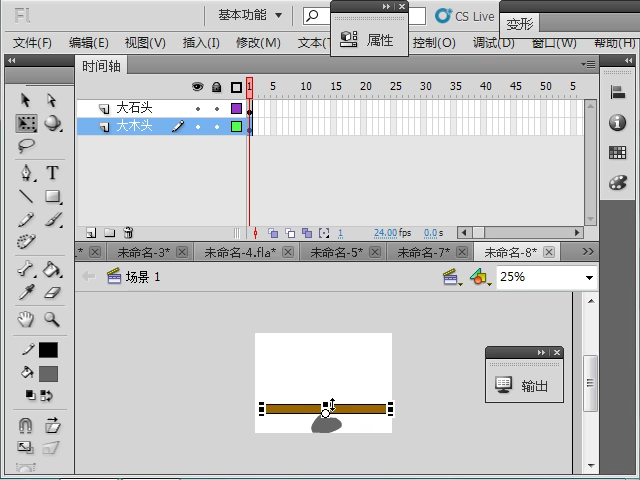 Fl
基本功能
CS Live
属性
变形
文件(F) 编辑(E) 视图(V) 插入(I) 修改(M) 文本(T 控制(O) 调试(D) 窗口(W) 帮助(H)
时间轴
1 5 10 15 20 25 30 35 40 45 50 5
大石头
大木头
1 24.00 fps 0.0 s
1* 未命名-3* 未命名-4.fla* 未命名-5* 未命名-7* 未命名-8*
场景 1
25%
输出